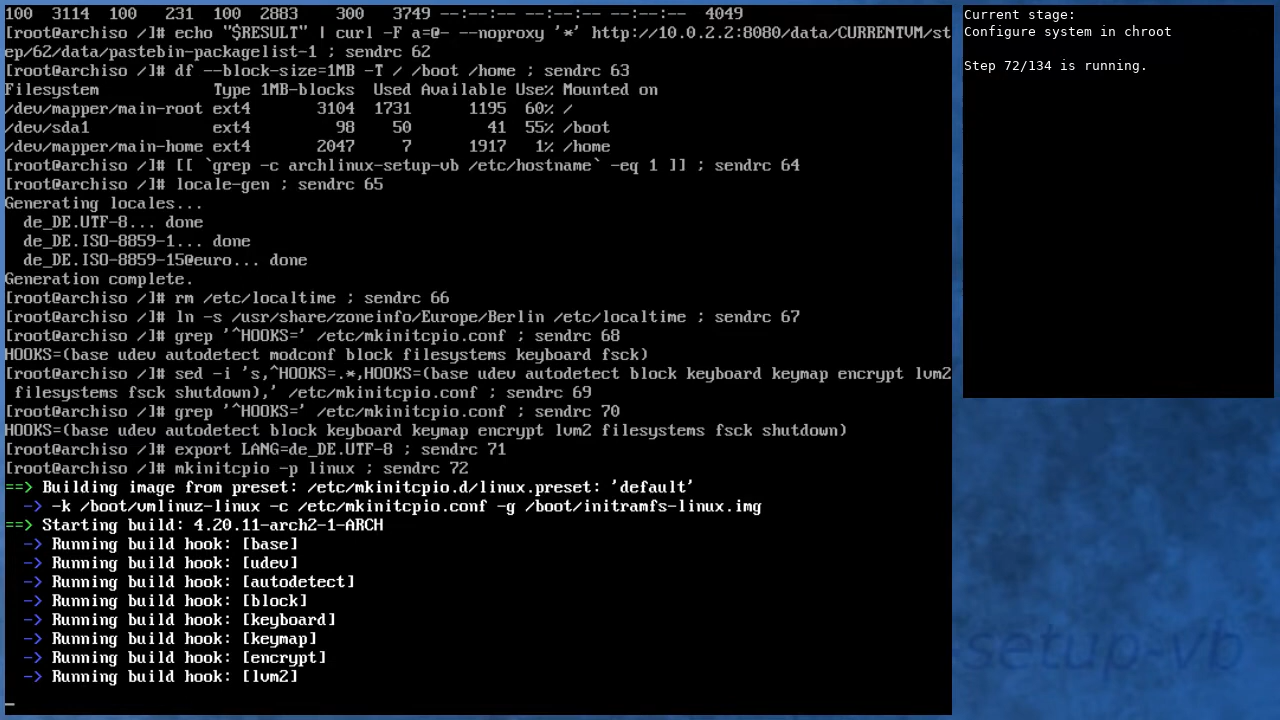 100  3114  100   231  100  2883    300   3749 --:--:-- --:--:-- --:--:--  4049
[root@archiso /]# echo "$RESULT" | curl -F a=@- --noproxy '*' http://10.0.2.2:8080/data/CURRENTVM/st
ep/62/data/pastebin-packagelist-1 ; sendrc 62
[root@archiso /]# df --block-size=1MB -T / /boot /home ; sendrc 63
Filesystem            Type 1MB-blocks  Used Available Use% Mounted on
/dev/mapper/main-root ext4       3104  1731      1195  60% /
/dev/sda1             ext4         98    50        41  55% /boot
/dev/mapper/main-home ext4       2047     7      1917   1% /home
[root@archiso /]# [[ `grep -c archlinux-setup-vb /etc/hostname` -eq 1 ]] ; sendrc 64
[root@archiso /]# locale-gen ; sendrc 65
Generating locales...
  de_DE.UTF-8... done
  de_DE.ISO-8859-1... done
  de_DE.ISO-8859-15@euro... done
Generation complete.
[root@archiso /]# rm /etc/localtime ; sendrc 66
[root@archiso /]# ln -s /usr/share/zoneinfo/Europe/Berlin /etc/localtime ; sendrc 67
[root@archiso /]# grep '^HOOKS=' /etc/mkinitcpio.conf ; sendrc 68
HOOKS=(base udev autodetect modconf block filesystems keyboard fsck)
[root@archiso /]# sed -i 's,^HOOKS=.*,HOOKS=(base udev autodetect block keyboard keymap encrypt lvm2
 filesystems fsck shutdown),' /etc/mkinitcpio.conf ; sendrc 69
[root@archiso /]# grep '^HOOKS=' /etc/mkinitcpio.conf ; sendrc 70
HOOKS=(base udev autodetect block keyboard keymap encrypt lvm2 filesystems fsck shutdown)
[root@archiso /]# export LANG=de_DE.UTF-8 ; sendrc 71
[root@archiso /]# mkinitcpio -p linux ; sendrc 72
==> Building image from preset: /etc/mkinitcpio.d/linux.preset: 'default'
  -> -k /boot/vmlinuz-linux -c /etc/mkinitcpio.conf -g /boot/initramfs-linux.img
==> Starting build: 4.20.11-arch2-1-ARCH
  -> Running build hook: [base]
  -> Running build hook: [udev]
  -> Running build hook: [autodetect]
  -> Running build hook: [block]
  -> Running build hook: [keyboard]
  -> Running build hook: [keymap]
  -> Running build hook: [encrypt]
  -> Running build hook: [lvm2]
Current stage:
Configure system in chroot
Step 72/134 is running.
-setup-vb